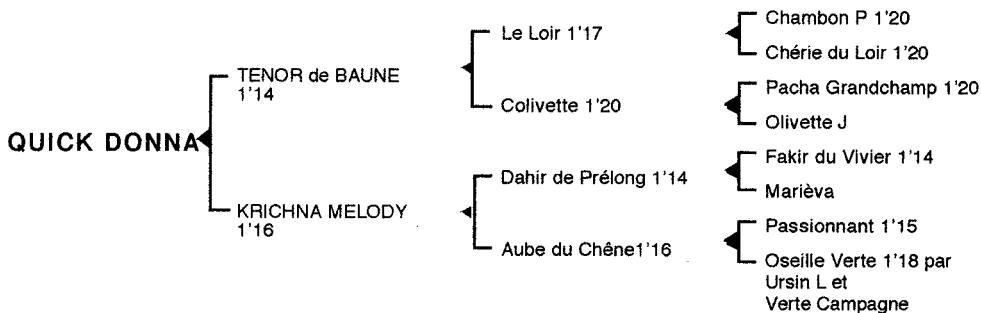 QUICK DONNA
TENOR de BAUNE
1'14
KRICHNA MELODY
1'16
Le Loir 1'17
Colivette 1'20
Dahir de Prélong 1'14
Aube du Chêne1'16
Chambon P 1'20
Chérie du Loir 1'20
Pacha Grandchamp 1'20
Olivette J
Fakir du Vivier 1'14
Marièva
Passionnant 1'15
Oseille Verte 1'18 par
Ursin L et
Verte Campagne